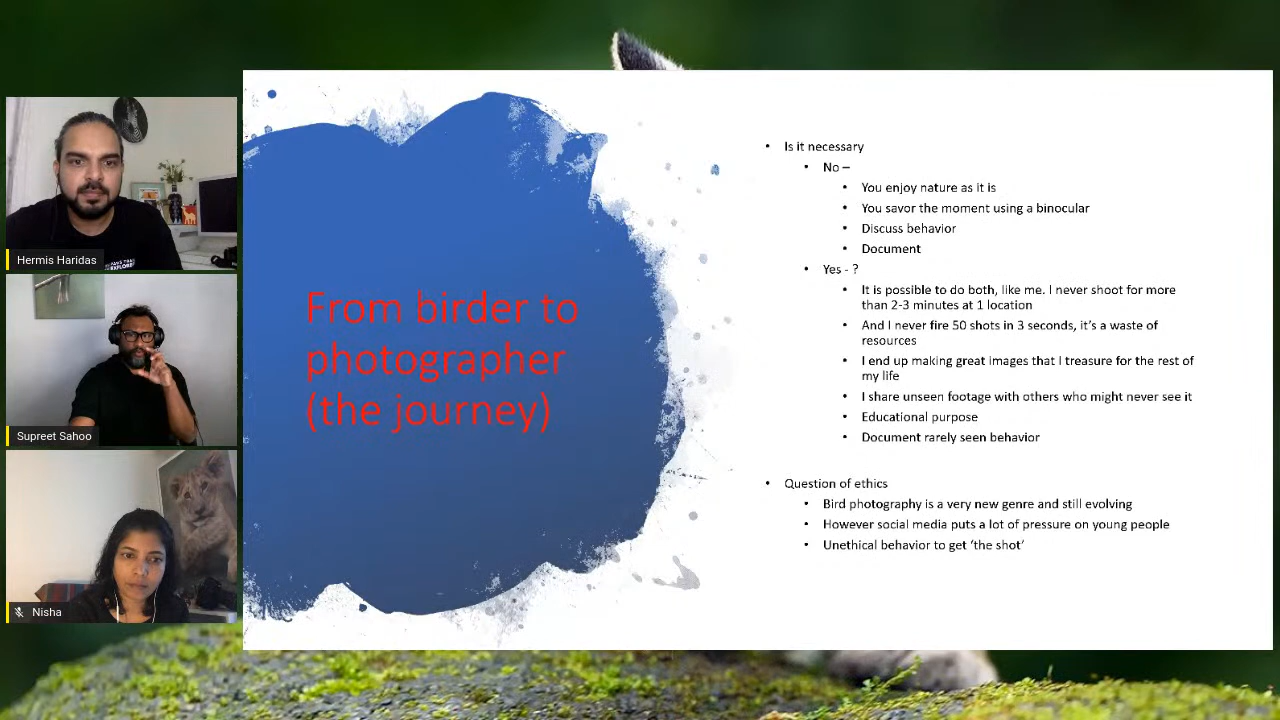 Hermis Haridas
Supreet Sahoo
Nisha
From birder to
photographer
(the journey)
• Is it necessary
• No –
• You enjoy nature as it is
• You savor the moment using a binocular
• Discuss behavior
• Document
• Yes - ?
• It is possible to do both, like me. I never shoot for more
than 2-3 minutes at 1 location
• And I never fire 50 shots in 3 seconds, it's a waste of
resources
• I end up making great images that I treasure for the rest of
my life
• I share unseen footage with others who might never see it
• Educational purpose
• Document rarely seen behavior
• Question of ethics
• Bird photography is a very new genre and still evolving
• However social media puts a lot of pressure on young people
• Unethical behavior to get ‘the shot’